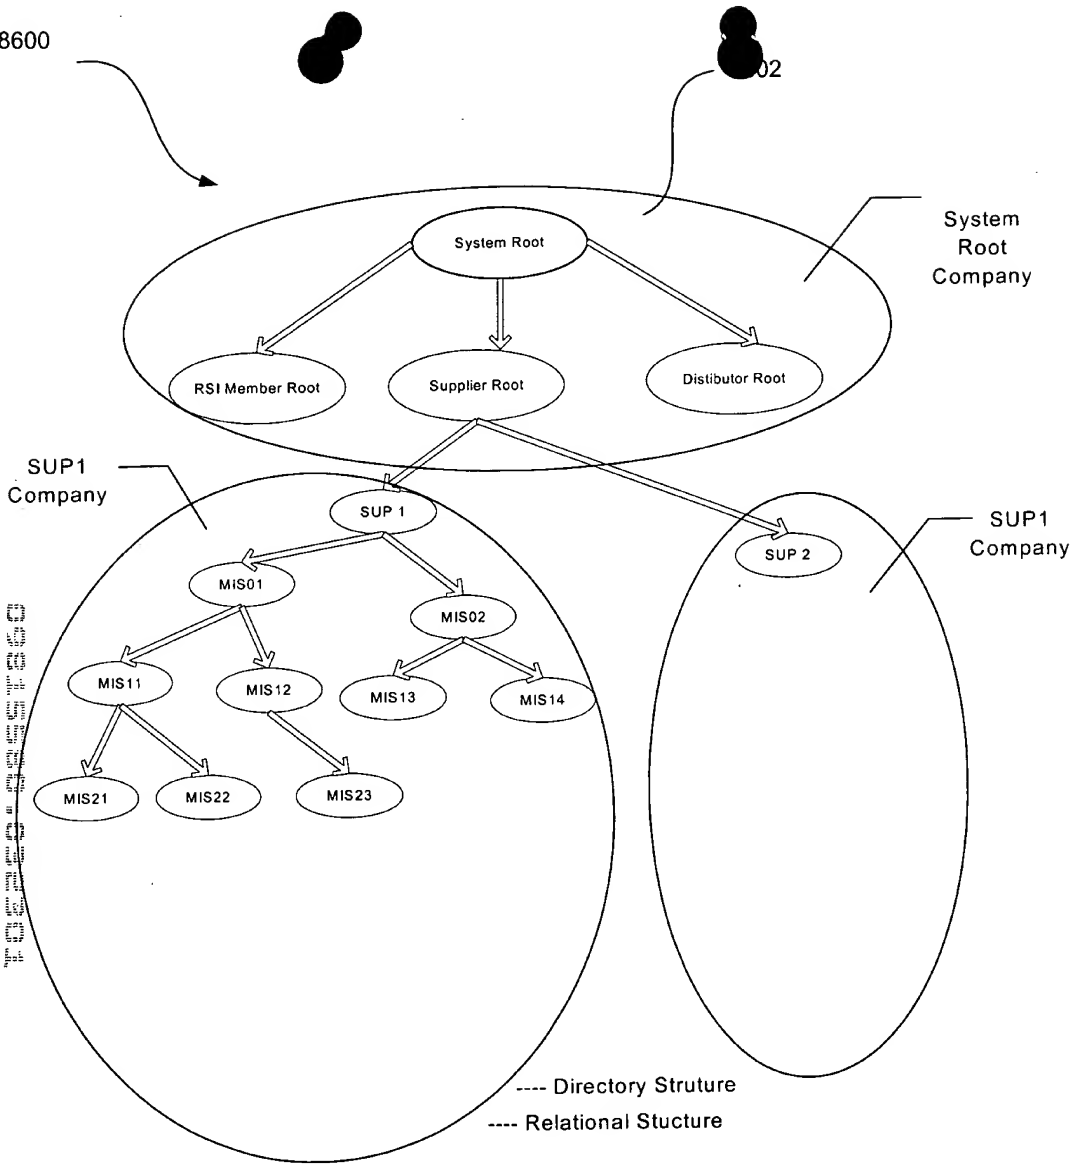 8600
02
System
Root
Company
System Root
RSI Member Root
Supplier Root
Distibutor Root
SUP1
Company
SUP 1
SUP1
Company
SUP 2
MIS01
MIS02
MIS11
MIS12
MIS13
MIS14
MIS21
MIS22
MIS23
---- Directory Struture
---- Relational Stucture